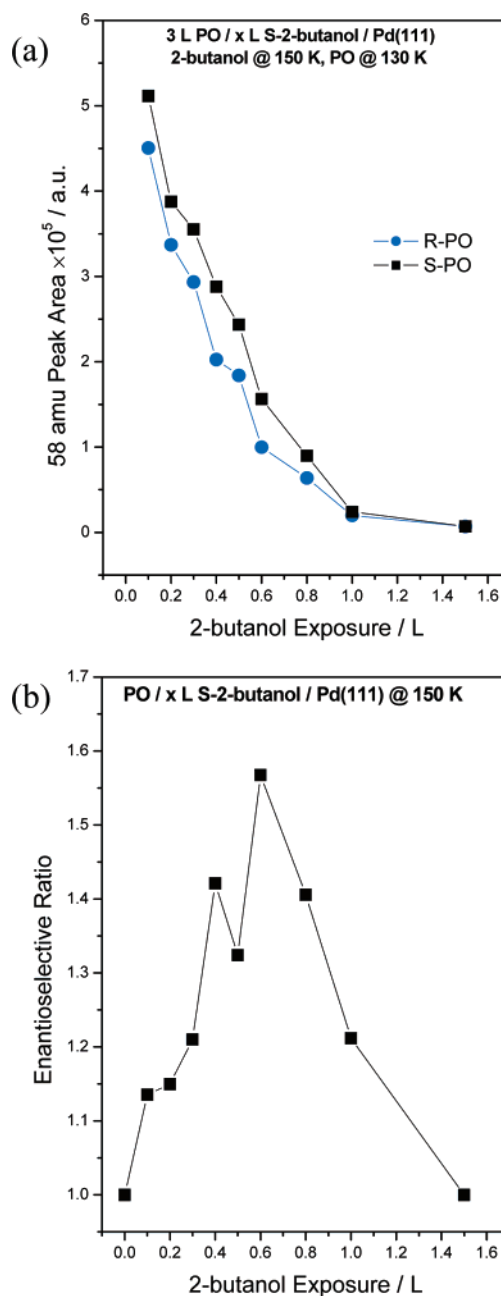 (a)
3 L PO / x L S-2-butanol / Pd(111)
2-butanol @ 150 K, PO @ 130 K
58 amu Peak Area ×10⁵ / a.u.
6
5
4
3
2
1
0
R-PO
S-PO
0.0 0.2 0.4 0.6 0.8 1.0 1.2 1.4 1.6
2-butanol Exposure / L
(b)
PO / x L S-2-butanol / Pd(111) @ 150 K
Enantioselective Ratio
1.7
1.6
1.5
1.4
1.3
1.2
1.1
1.0
0.0 0.2 0.4 0.6 0.8 1.0 1.2 1.4 1.6
2-butanol Exposure / L